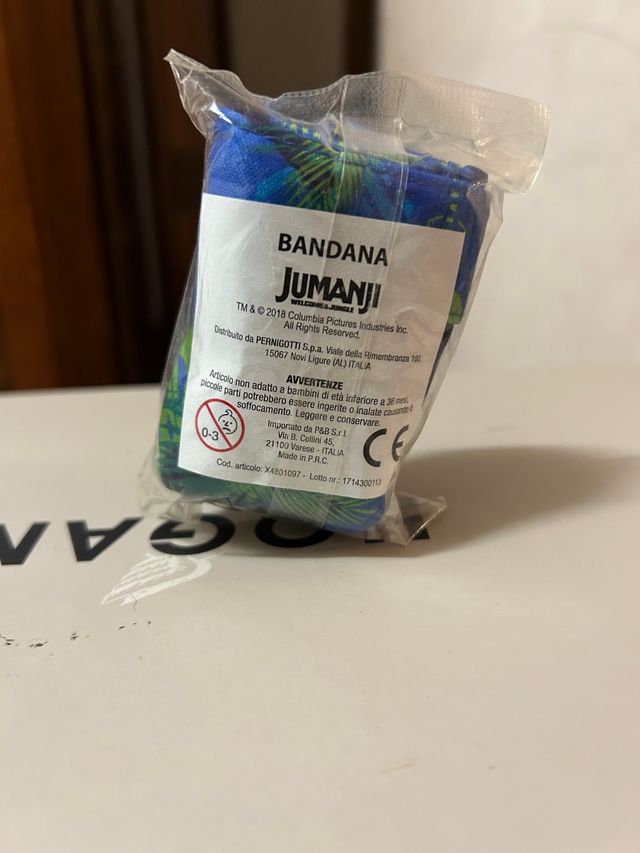 BANDANA
JUMANJI
WELCOME TO THE JUNGLE
TM & © 2018 Columbia Pictures Industries Inc.
All Rights Reserved.
Distribuito da PERNIGOTTI S.p.a. Viale della Rimembranza 100
15067 Novi Ligure (AL) ITALIA
AVVERTENZE
Articolo non adatto a bambini di età inferiore a 36 mesi,
piccole parti potrebbero essere ingerite o inalate causando
soffocamento. Leggere e conservare.
0-3
Importato da P&B S.r.l.
Via B. Cellini 45,
21100 Varese - ITALIA
Made in P.R.C.
CE
Cod. articolo: X4801097 - Lotto nr.: 1714300113